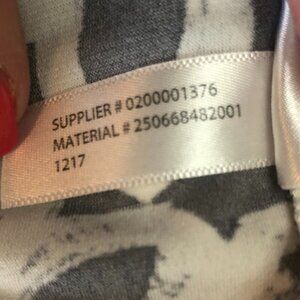 SUPPLIER # 0200001376
MATERIAL # 250668482001
1217